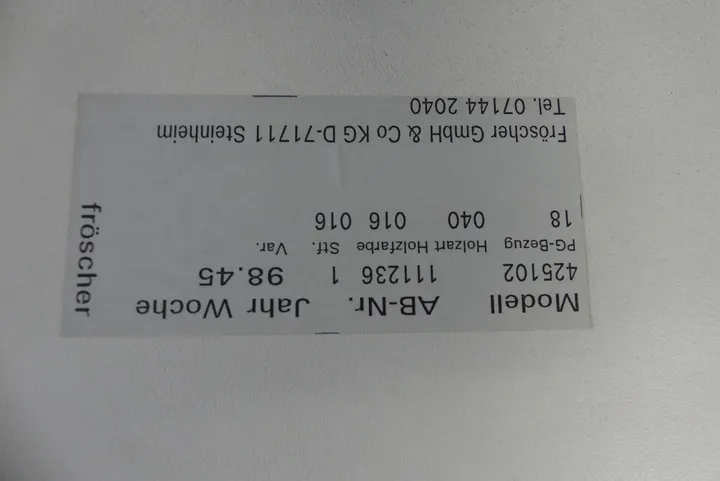 Modell AB-Nr. Jahr Woche
425102 111236 1 98.45
PG-Bezug Holzart Holzfarbe Stf. Var.
18 040 016 016
Fröscher GmbH & Co KG D-71711 Steinheim
Tel. 07144 2040
fröscher